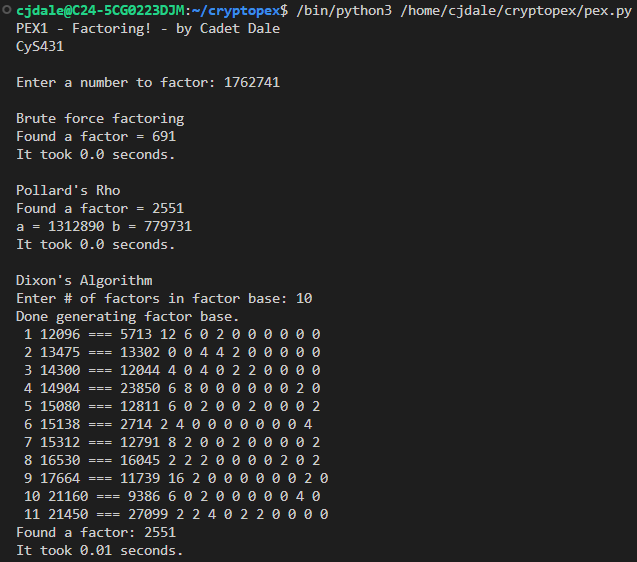 cjdale@C24-5CG0223DJM:~/cryptopex$ /bin/python3 /home/cjdale/cryptopex/pex.py
PEX1 - Factoring! - by Cadet Dale
CyS431
Enter a number to factor: 1762741
Brute force factoring
Found a factor = 691
It took 0.0 seconds.
Pollard's Rho
Found a factor = 2551
a = 1312890 b = 779731
It took 0.0 seconds.
Dixon's Algorithm
Enter # of factors in factor base: 10
Done generating factor base.
1 12096 === 5713 12 6 0 2 0 0 0 0 0 0
2 13475 === 13302 0 0 4 4 2 0 0 0 0 0
3 14300 === 12044 4 0 4 0 2 2 0 0 0 0
4 14904 === 23850 6 8 0 0 0 0 0 0 2 0
5 15080 === 12811 6 0 2 0 0 2 0 0 0 2
6 15138 === 2714 2 4 0 0 0 0 0 0 0 4
7 15312 === 12791 8 2 0 0 2 0 0 0 0 2
8 16530 === 16045 2 2 2 0 0 0 0 2 0 2
9 17664 === 11739 16 2 0 0 0 0 0 0 2 0
10 21160 === 9386 6 0 2 0 0 0 0 0 4 0
11 21450 === 27099 2 2 4 0 2 2 0 0 0 0
Found a factor: 2551
It took 0.01 seconds.